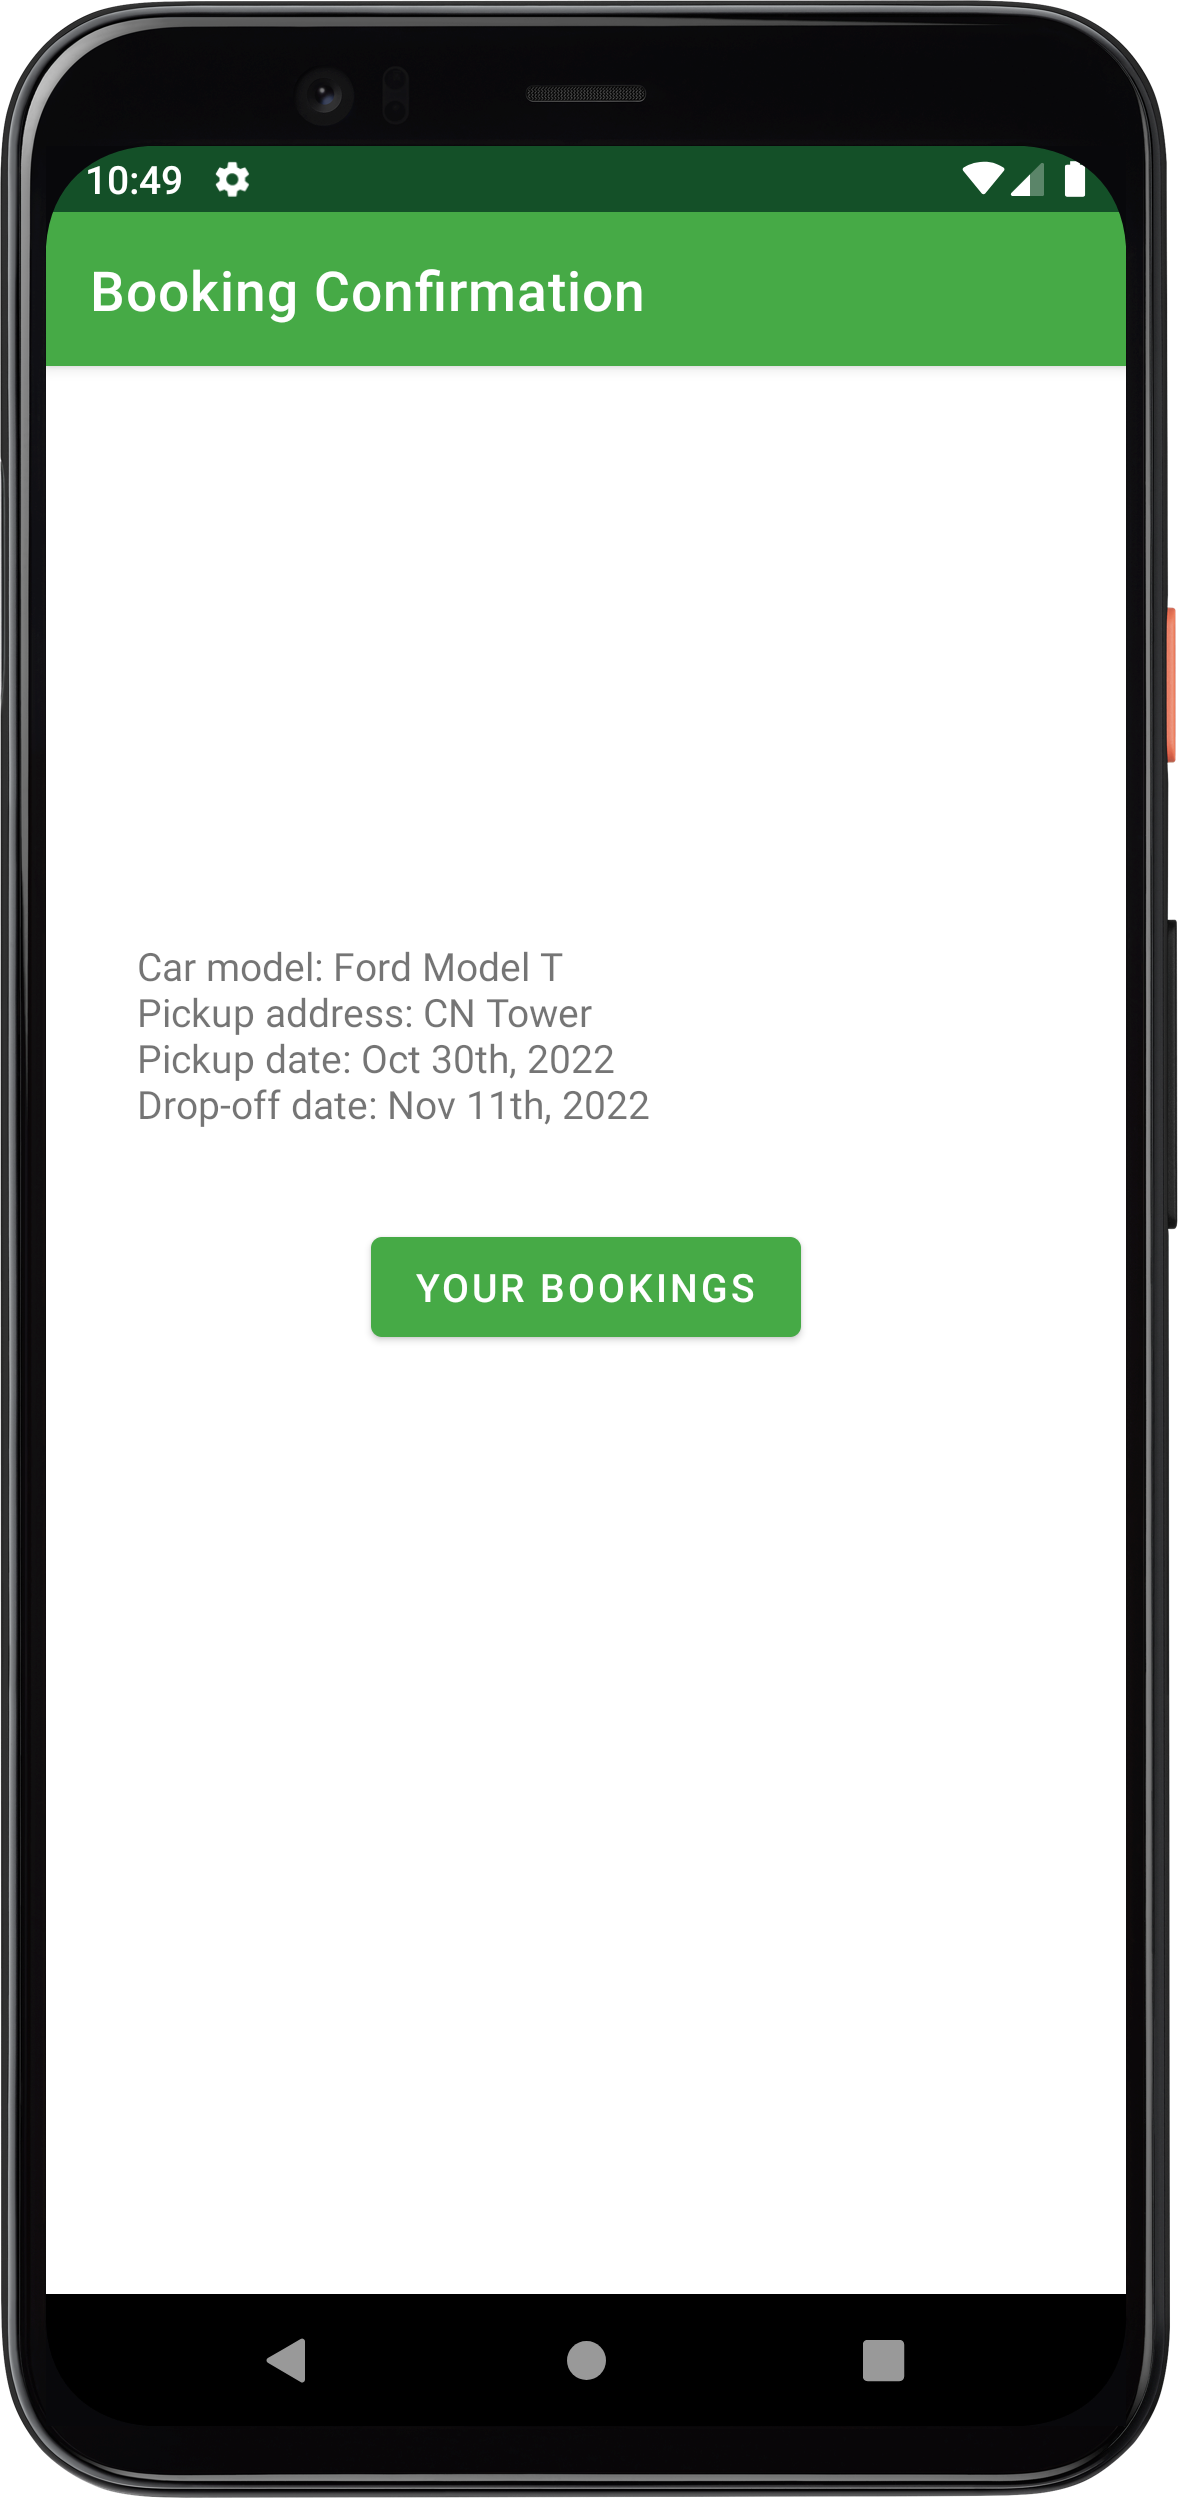 10:49
Booking Confirmation
Car model: Ford Model T
Pickup address: CN Tower
Pickup date: Oct 30th, 2022
Drop-off date: Nov 11th, 2022
YOUR BOOKINGS